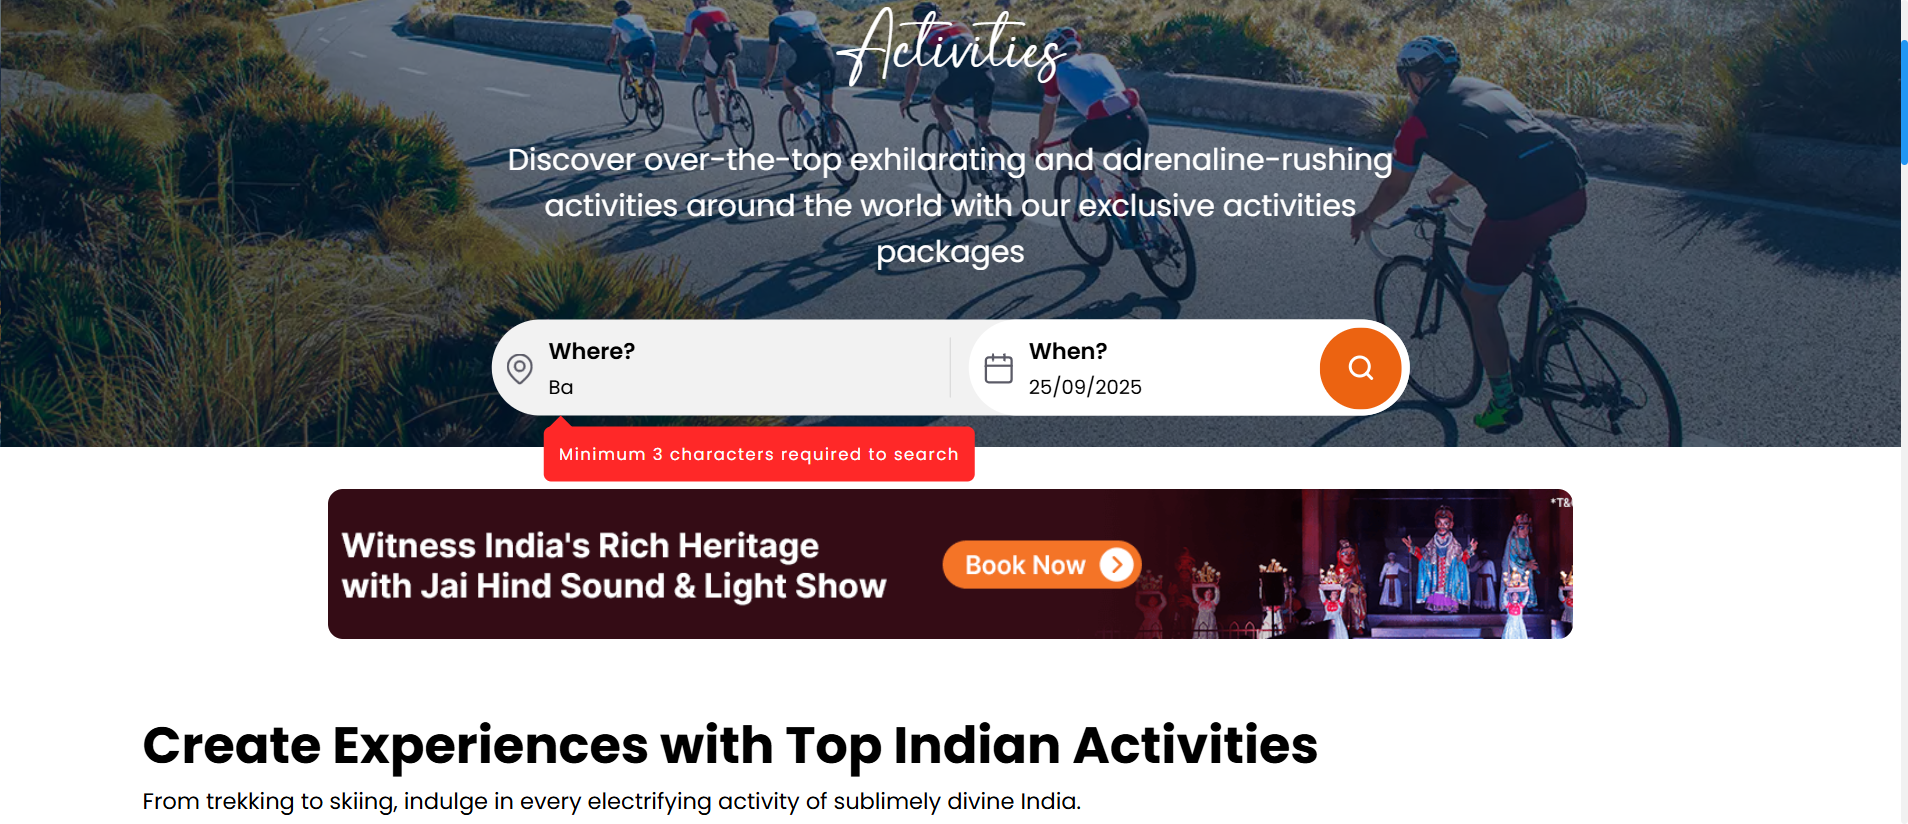 Activities
Discover over-the-top exhilarating and adrenaline-rushing
activities around the world with our exclusive activities
packages
Where?
Ba
When?
25/09/2025
Minimum 3 characters required to search
*T&
Witness India's Rich Heritage
with Jai Hind Sound & Light Show
Book Now
Create Experiences with Top Indian Activities
From trekking to skiing, indulge in every electrifying activity of sublimely divine India.